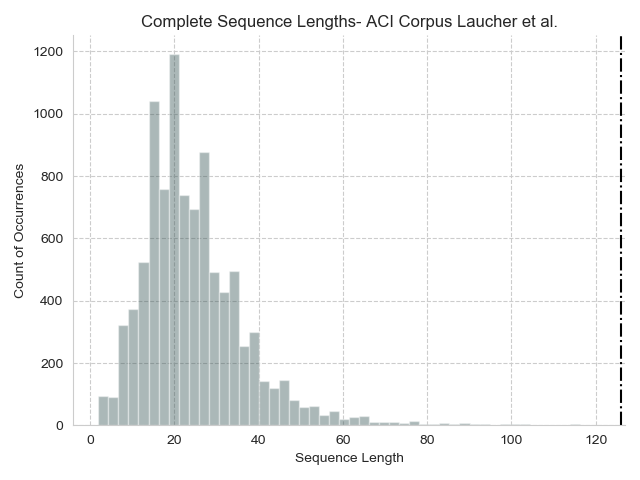 Complete Sequence Lengths- ACI Corpus Laucher et al.
Count of Occurrences
1200
1000
800
600
400
200
0
0 20 40 60 80 100 120
Sequence Length